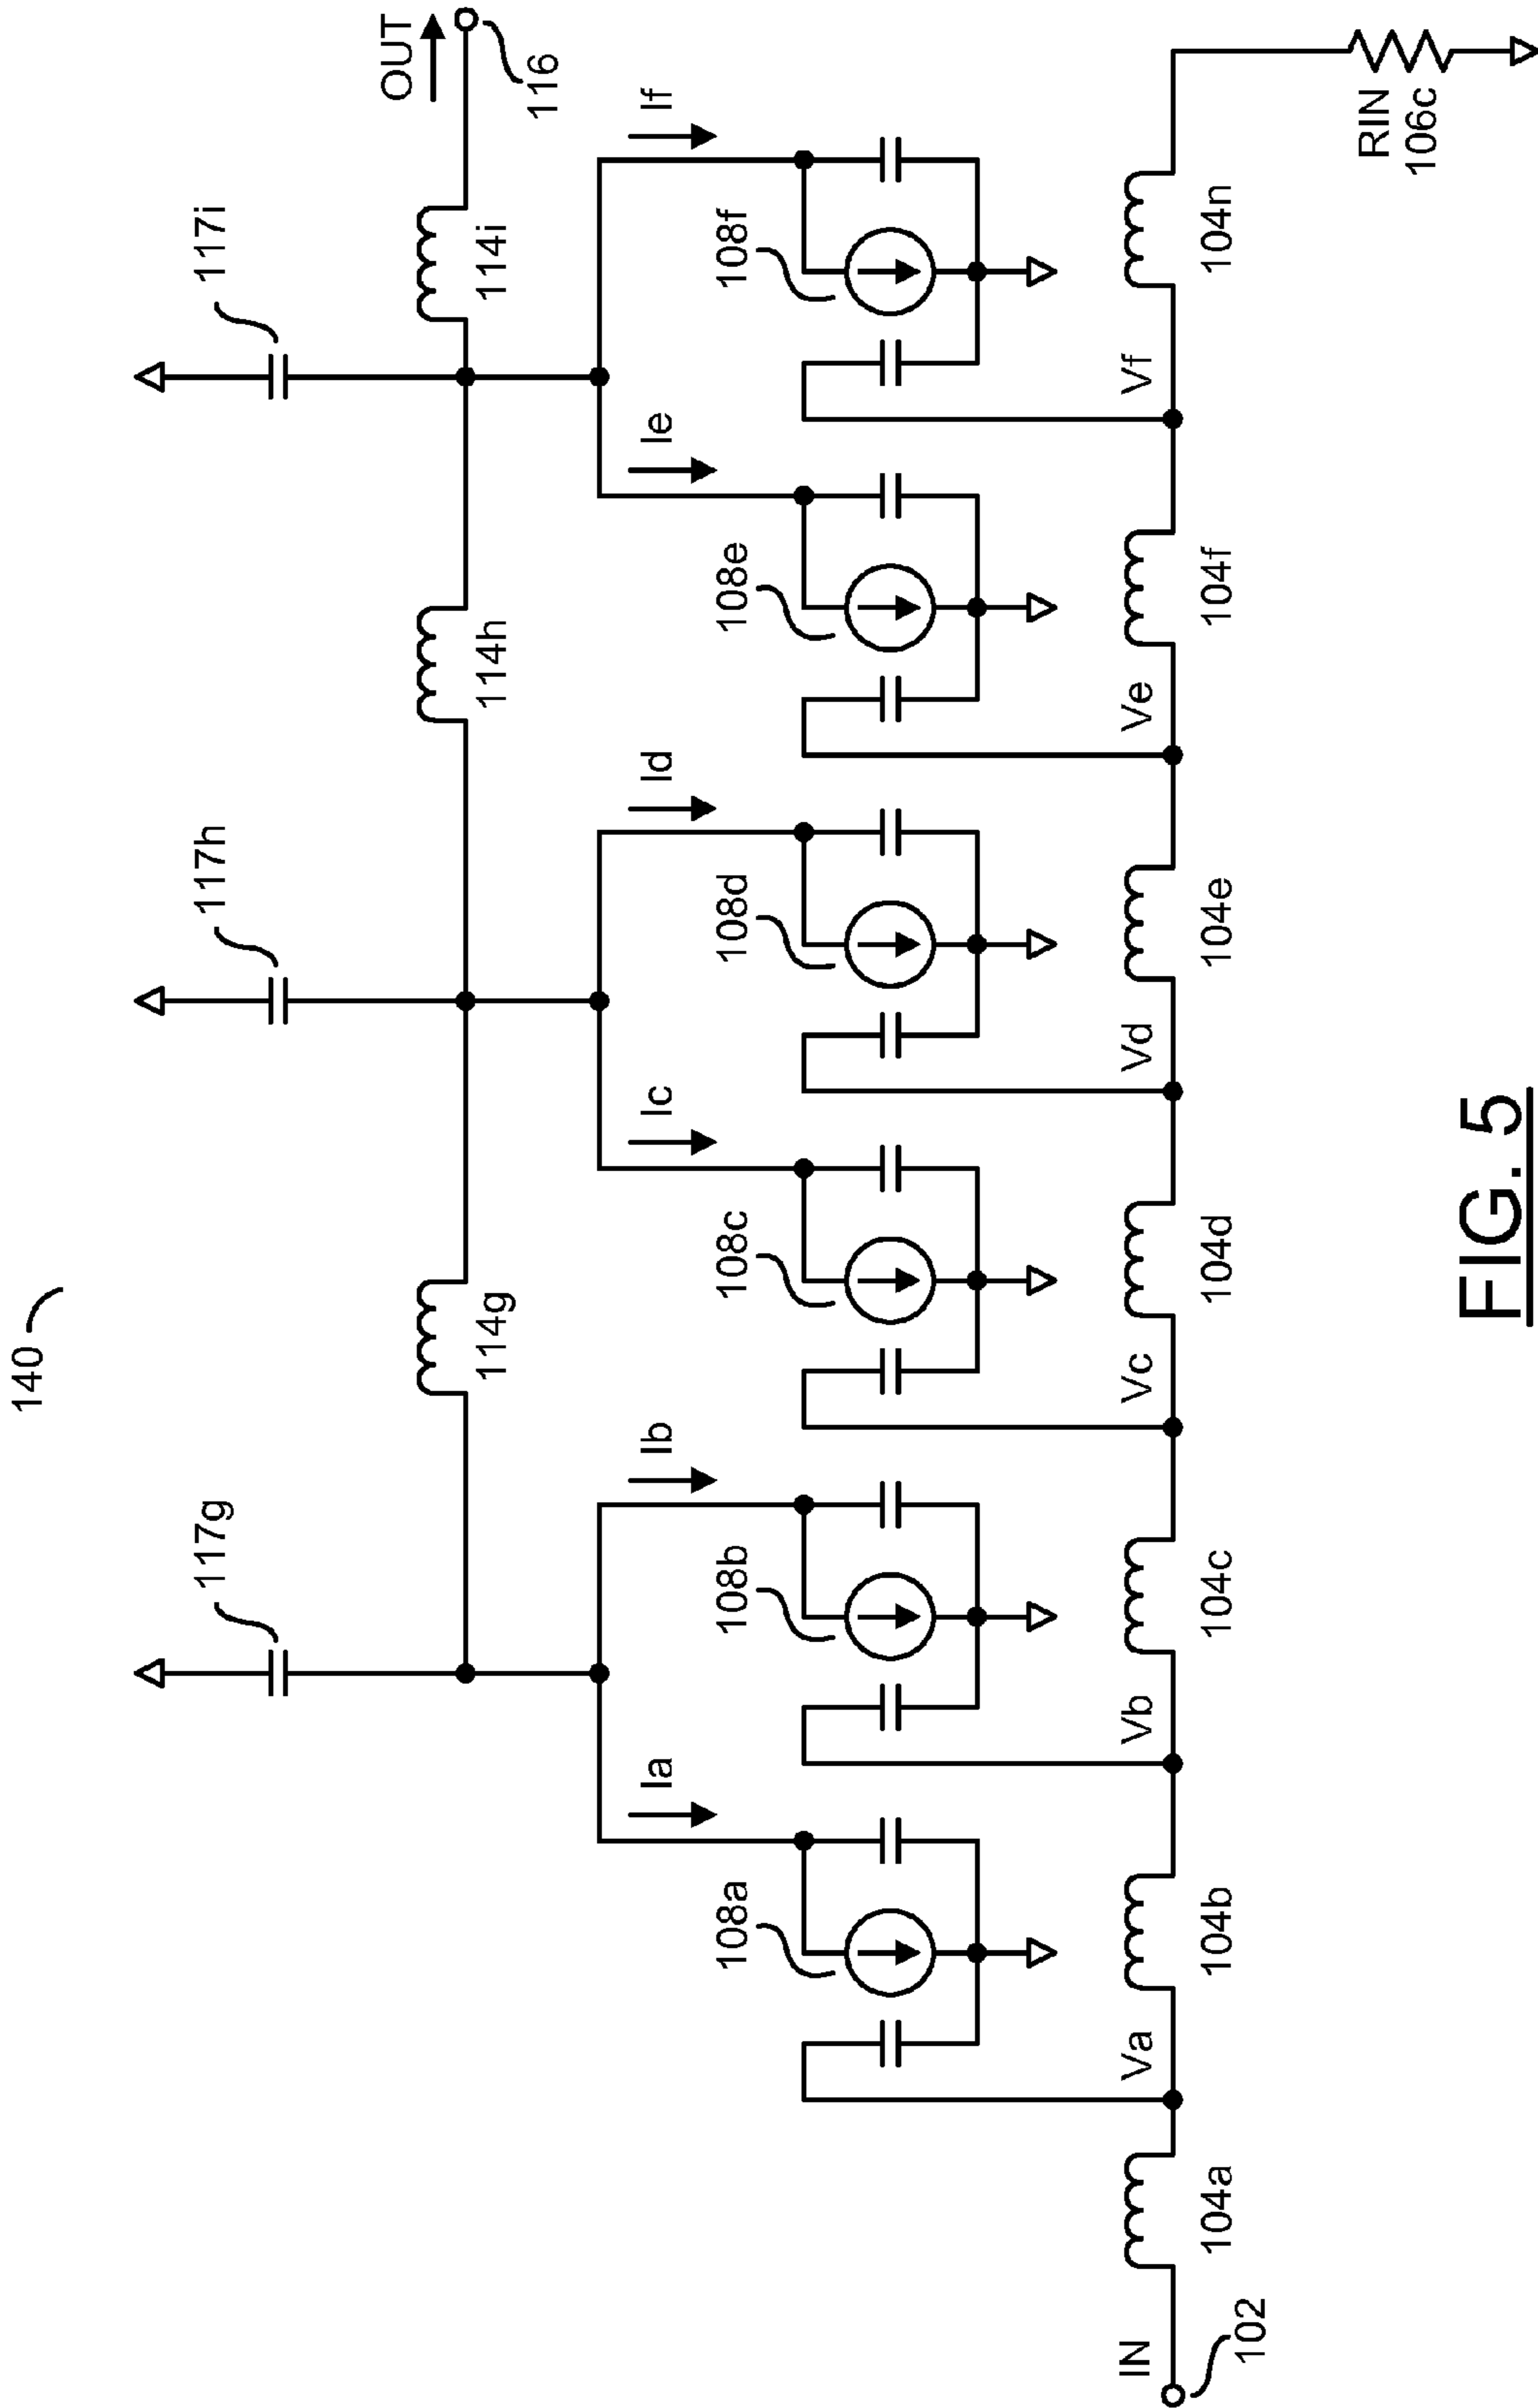 140
OUT
116
117g
117h
117i
114g
114h
114i
Ia
Ib
Ic
Id
Ie
If
108a
108b
108c
108d
108e
108f
IN
102
Va
Vb
Vc
Vd
Ve
Vf
104a
104b
104c
104d
104e
104f
104n
RIN
106c
FIG. 5